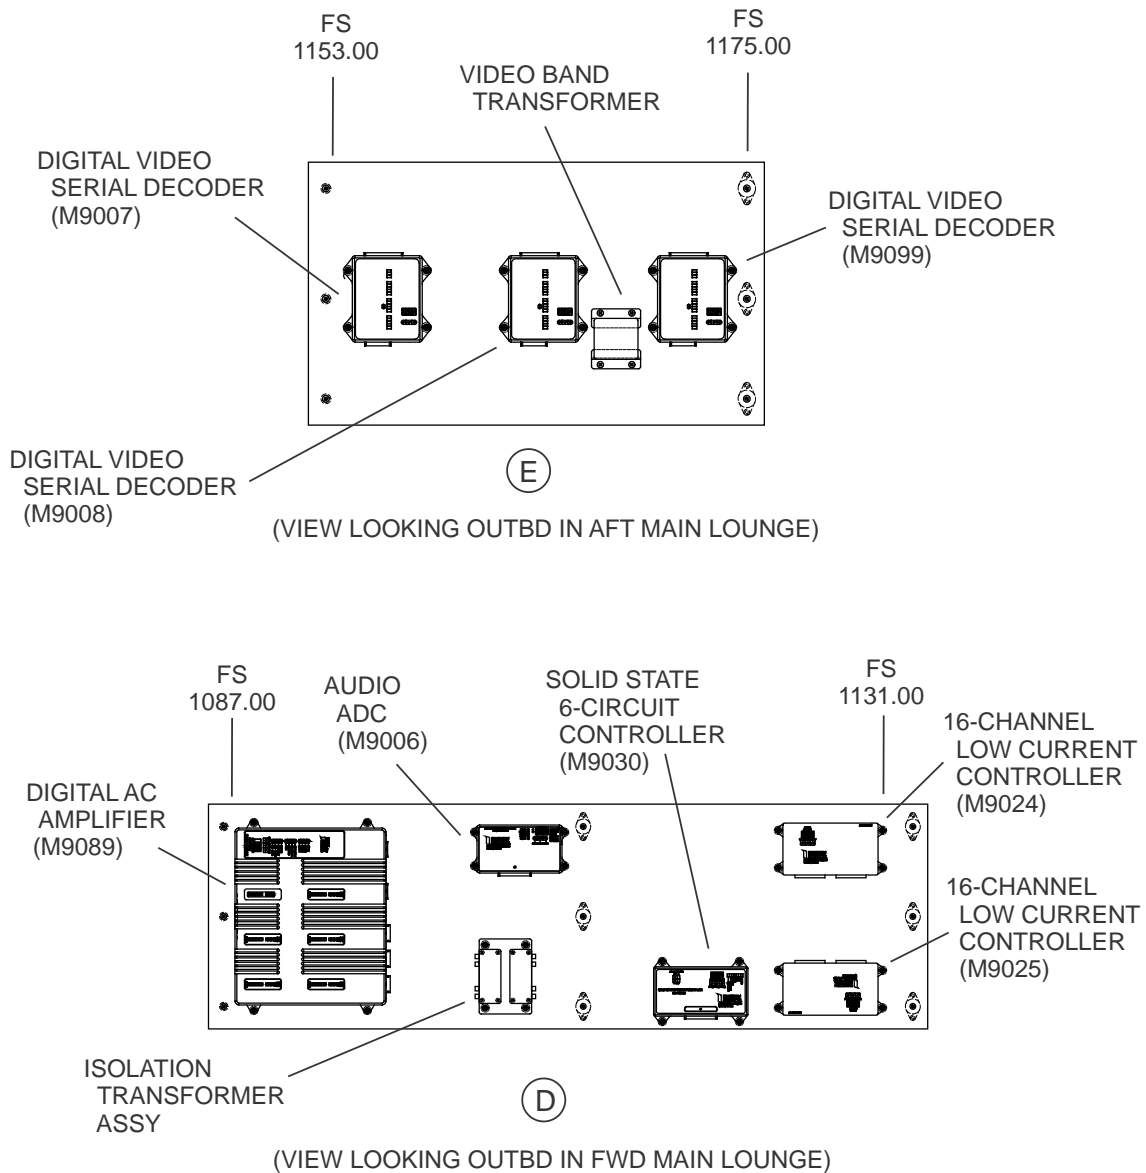 FS
1153.00
FS
1175.00
VIDEO BAND
TRANSFORMER
DIGITAL VIDEO
SERIAL DECODER
(M9007)
DIGITAL VIDEO
SERIAL DECODER
(M9099)
DIGITAL VIDEO
SERIAL DECODER
(M9008)
E
(VIEW LOOKING OUTBD IN AFT MAIN LOUNGE)
FS
1087.00
AUDIO
ADC
(M9006)
SOLID STATE
6-CIRCUIT
CONTROLLER
(M9030)
FS
1131.00
16-CHANNEL
LOW CURRENT
CONTROLLER
(M9024)
DIGITAL AC
AMPLIFIER
(M9089)
16-CHANNEL
LOW CURRENT
CONTROLLER
(M9025)
ISOLATION
TRANSFORMER
ASSY
D
(VIEW LOOKING OUTBD IN FWD MAIN LOUNGE)